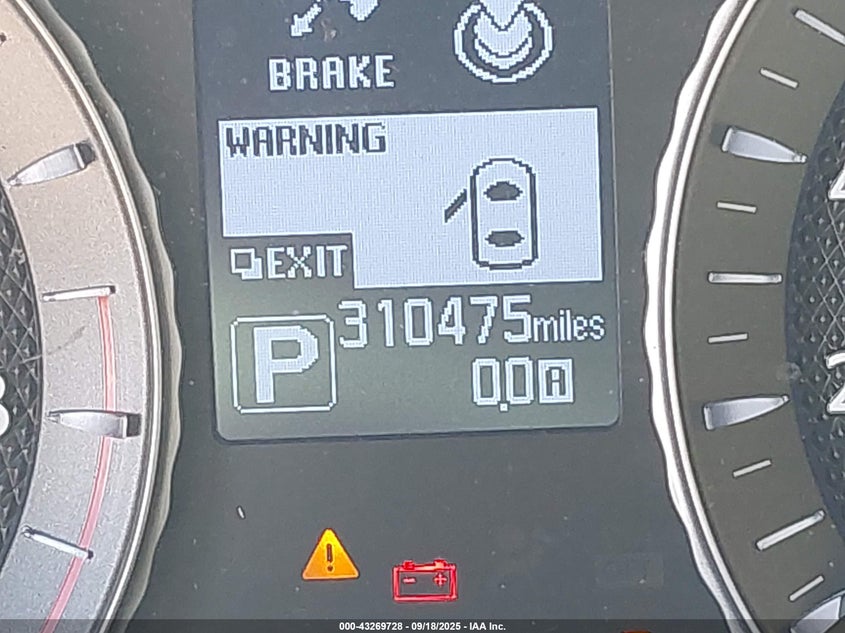 BRAKE
WARNING
EXIT
310475miles
P
0.0A
000-43269728 - 09/18/2025 - IAA Inc.